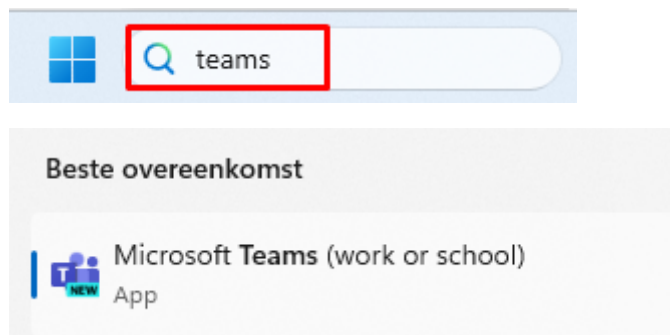 teams
Beste overeenkomst
Microsoft Teams (work or school)
T
NEW
App